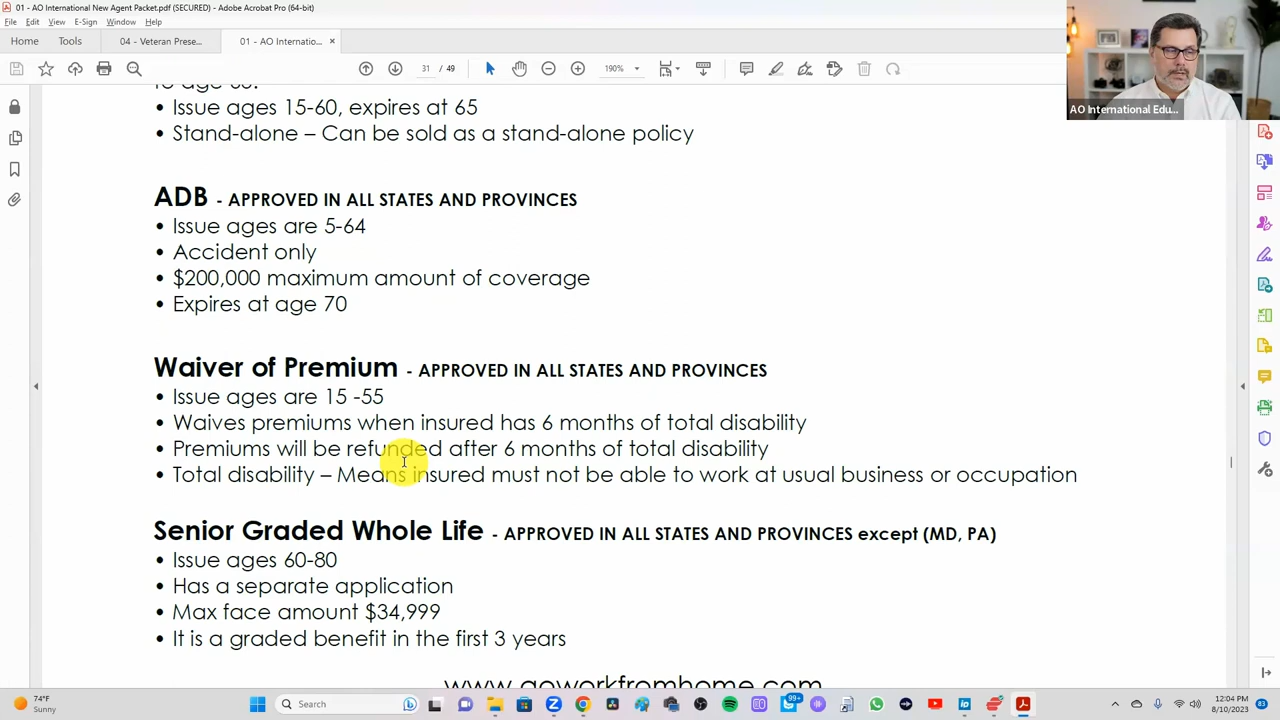 01 - AO International New Agent Packet.pdf (SECURED) - Adobe Acrobat Pro (64-bit)
File Edit View E-Sign Window Help
Home Tools 04 - Veteran Prese... 01 - AO Internatio... ×
31 / 49 190%
AO International Edu...
to age 65.
• Issue ages 15-60, expires at 65
• Stand-alone – Can be sold as a stand-alone policy
ADB - APPROVED IN ALL STATES AND PROVINCES
• Issue ages are 5-64
• Accident only
• $200,000 maximum amount of coverage
• Expires at age 70
Waiver of Premium - APPROVED IN ALL STATES AND PROVINCES
• Issue ages are 15 -55
• Waives premiums when insured has 6 months of total disability
• Premiums will be refunded after 6 months of total disability
• Total disability – Means insured must not be able to work at usual business or occupation
Senior Graded Whole Life - APPROVED IN ALL STATES AND PROVINCES except (MD, PA)
• Issue ages 60-80
• Has a separate application
• Max face amount $34,999
• It is a graded benefit in the first 3 years
www.aoworkfromhome.com
74°F
Sunny
Search
99+
12:04 PM
8/10/2023
83